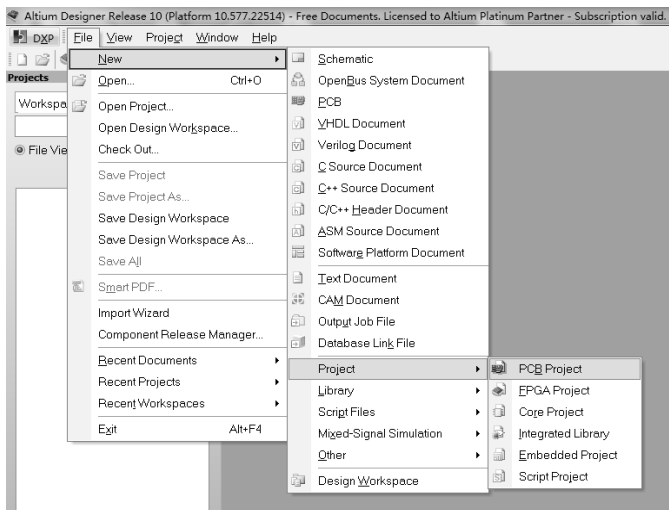 Altium Designer Release 10 (Platform 10.577.22514) - Free Documents. Licensed to Altium Platinum Partner - Subscription valid.
DXP File View Project Window Help
Projects
Workspa
File Vie
New
Open... Ctrl+O
Open Project...
Open Design Workspace...
Check Out...
Save Project
Save Project As...
Save Design Workspace
Save Design Workspace As...
Save All
Smart PDF...
Import Wizard
Component Release Manager...
Recent Documents
Recent Projects
Recent Workspaces
Exit Alt+F4
Schematic
OpenBus System Document
PCB
VHDL Document
Verilog Document
C Source Document
C++ Source Document
C/C++ Header Document
ASM Source Document
Software Platform Document
Text Document
CAM Document
Output Job File
Database Link File
Project
Library
Script Files
Mixed-Signal Simulation
Other
Design Workspace
PCB Project
FPGA Project
Core Project
Integrated Library
Embedded Project
Script Project